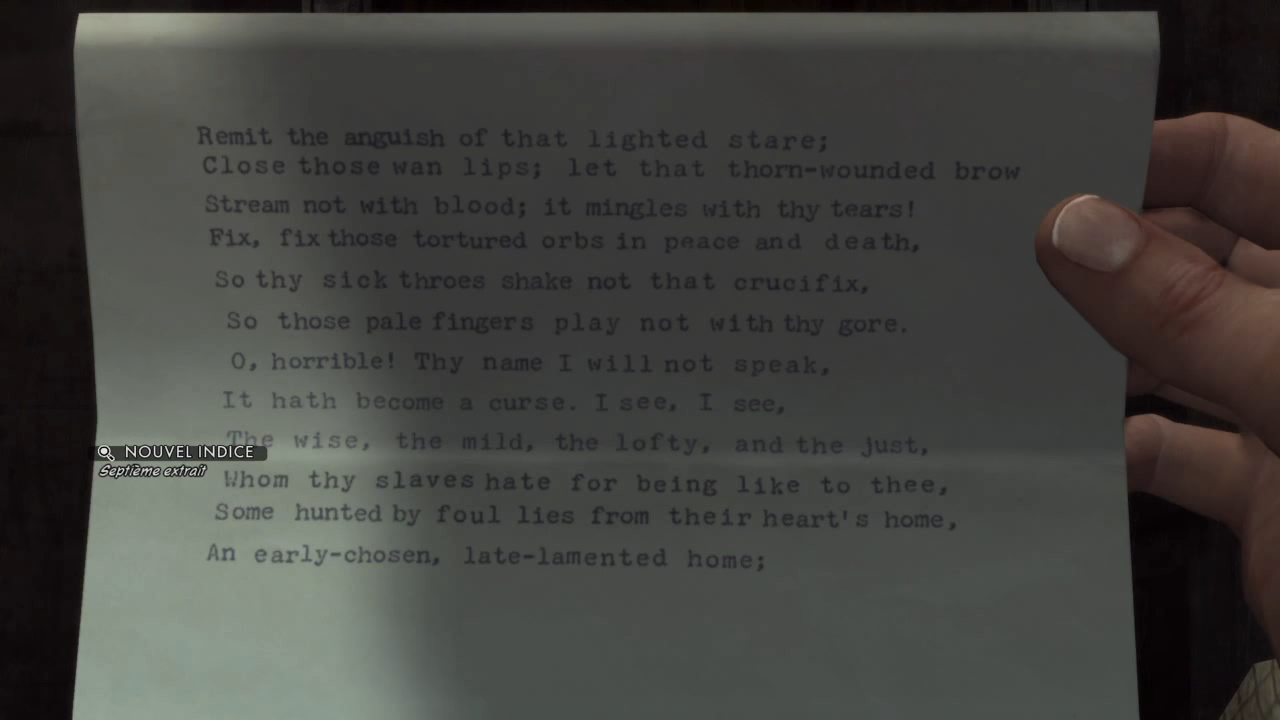 Remit the anguish of that lighted stare;
Close those wan lips; let that thorn-wounded brow
Stream not with blood; it mingles with thy tears!
Fix, fix those tortured orbs in peace and death,
So thy sick throes shake not that crucifix,
So those pale fingers play not with thy gore.
O, horrible! Thy name I will not speak,
It hath become a curse. I see, I see,
The wise, the mild, the lofty, and the just,
NOUVEL INDICE
Septième extrait
Whom thy slaves hate for being like to thee,
Some hunted by foul lies from their heart's home,
An early-chosen, late-lamented home;